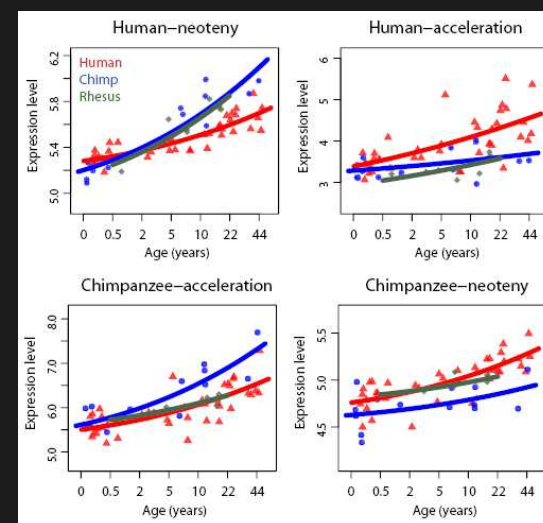 Human–neoteny
Human–acceleration
Human
Chimp
Rhesus
Expression level
5.0
5.4
5.8
6.2
0 0.5 2 5 10 22 44
Age (years)
Expression level
3
4
5
6
0 0.5 2 5 10 22 44
Age (years)
Chimpanzee–acceleration
Chimpanzee–neoteny
Expression level
5.0
6.0
7.0
8.0
0 0.5 2 5 10 22 44
Age (years)
Expression level
4.5
5.0
5.5
0 0.5 2 5 10 22 44
Age (years)